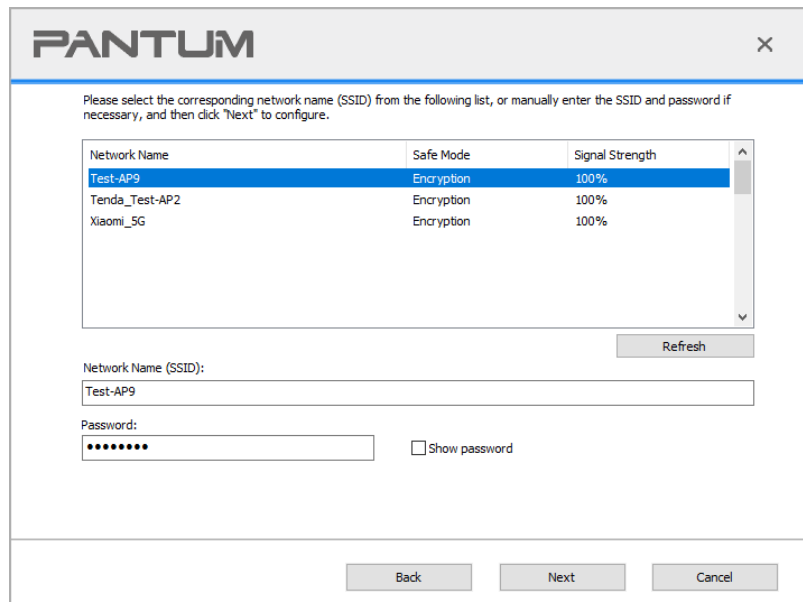 PANTUM
Please select the corresponding network name (SSID) from the following list, or manually enter the SSID and password if
necessary, and then click "Next" to configure.
Network Name Safe Mode Signal Strength
Test-AP9 Encryption 100%
Tenda_Test-AP2 Encryption 100%
Xiaomi_5G Encryption 100%
Refresh
Network Name (SSID):
Test-AP9
Password:
••••••••
Show password
Back Next Cancel